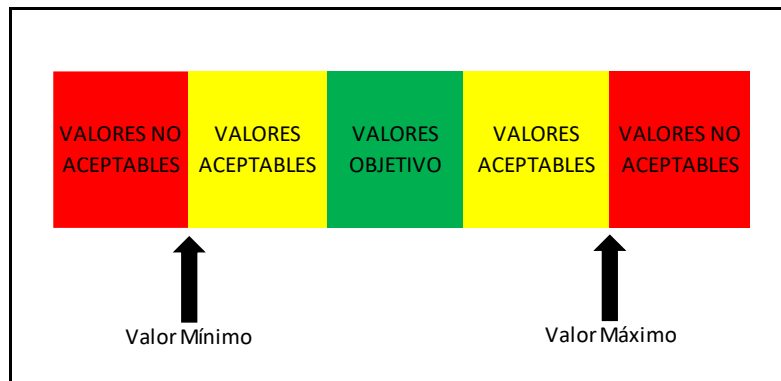 VALORES NO
ACEPTABLES
VALORES
ACEPTABLES
VALORES
OBJETIVO
VALORES
ACEPTABLES
VALORES NO
ACEPTABLES
Valor Mínimo
Valor Máximo